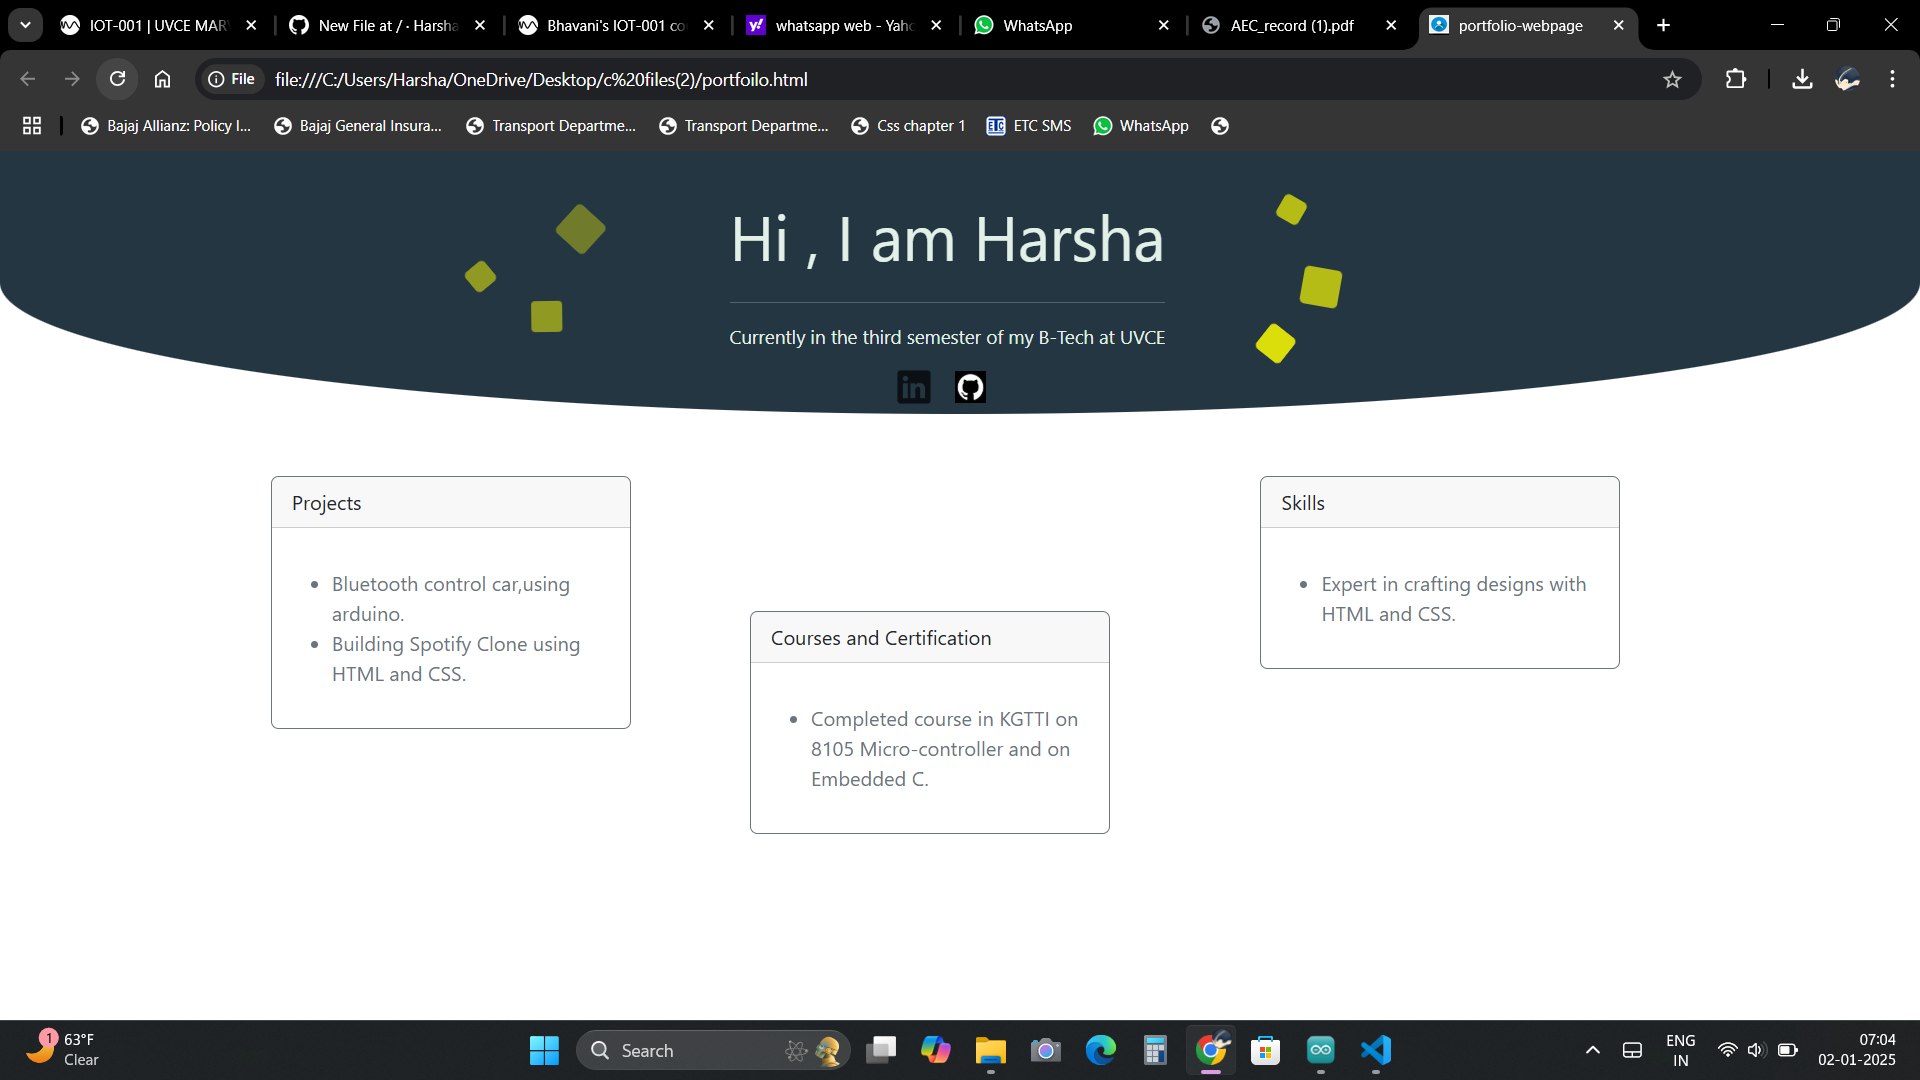 IOT-001 | UVCE MAR
New File at / · Harsha
Bhavani's IOT-001 co
whatsapp web - Yaho
WhatsApp
AEC_record (1).pdf
portfolio-webpage
File
file:///C:/Users/Harsha/OneDrive/Desktop/c%20files(2)/portfoilo.html
Bajaj Allianz: Policy I...
Bajaj General Insura...
Transport Departme...
Transport Departme...
Css chapter 1
ETC SMS
WhatsApp
Hi , I am Harsha
Currently in the third semester of my B-Tech at UVCE
in
Projects
Bluetooth control car,using
arduino.
Building Spotify Clone using
HTML and CSS.
Courses and Certification
Completed course in KGTTI on
8105 Micro-controller and on
Embedded C.
Skills
Expert in crafting designs with
HTML and CSS.
1
63°F
Clear
Search
ENG
IN
07:04
02-01-2025